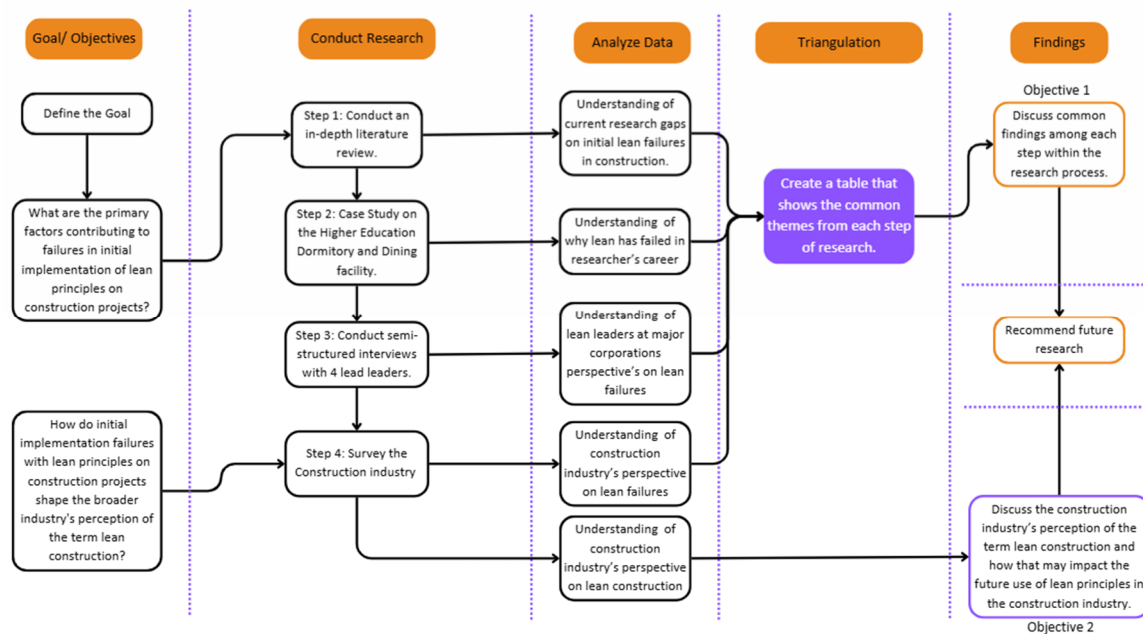 Goal/ Objectives
Conduct Research
Analyze Data
Triangulation
Findings
Define the Goal
What are the primary
factors contributing to
failures in initial
implementation of lean
principles on
construction projects?
How do initial
implementation failures
with lean principles on
construction projects
shape the broader
industry's perception of
the term lean
construction?
Step 1: Conduct an
in-depth literature
review.
Step 2: Case Study on
the Higher Education
Dormitory and Dining
facility.
Step 3: Conduct semi-
structured interviews
with 4 lead leaders.
Step 4: Survey the
Construction industry
Understanding of
current research gaps
on initial lean failures
in construction.
Understanding of
why lean has failed in
researcher's career
Understanding of
lean leaders at major
corporations
perspective's on lean
failures
Understanding of
construction
industry's perspective
on lean failures
Understanding of
construction
industry's perspective
on lean construction
Create a table that
shows the common
themes from each step
of research.
Objective 1
Discuss common
findings among each
step within the
research process.
Recommend future
research
Discuss the construction
industry's perception of the
term lean construction and
how that may impact the
future use of lean principles in
the construction industry.
Objective 2